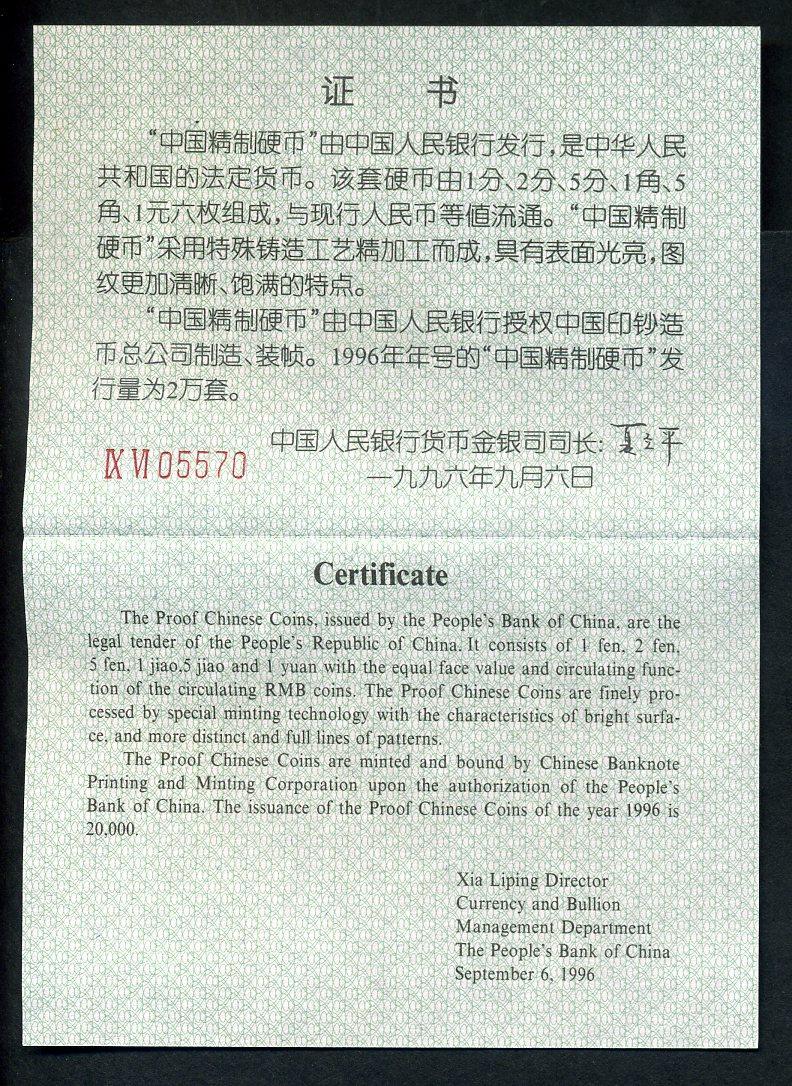 证 书
“中国精制硬币”由中国人民银行发行,是中华人民
共和国的法定货币。该套硬币由1分、2分、5分、1角、5
角、1元六枚组成,与现行人民币等值流通。“中国精制
硬币”采用特殊铸造工艺精加工而成,具有表面光亮,图
纹更加清晰、饱满的特点。
“中国精制硬币”由中国人民银行授权中国印钞造
币总公司制造、装帧。1996年年号的“中国精制硬币”发
行量为2万套。
中国人民银行货币金银司司长: 夏立平
一九九六年九月六日
IX VI 05570
Certificate
The Proof Chinese Coins, issued by the People's Bank of China, are the
legal tender of the People's Republic of China. It consists of 1 fen, 2 fen,
5 fen, 1 jiao,5 jiao and 1 yuan with the equal face value and circulating func-
tion of the circulating RMB coins. The Proof Chinese Coins are finely pro-
cessed by special minting technology with the characteristics of bright surfa-
ce, and more distinct and full lines of patterns.
The Proof Chinese Coins are minted and bound by Chinese Banknote
Printing and Minting Corporation upon the authorization of the People's
Bank of China. The issuance of the Proof Chinese Coins of the year 1996 is
20,000.
Xia Liping Director
Currency and Bullion
Management Department
The People's Bank of China
September 6, 1996